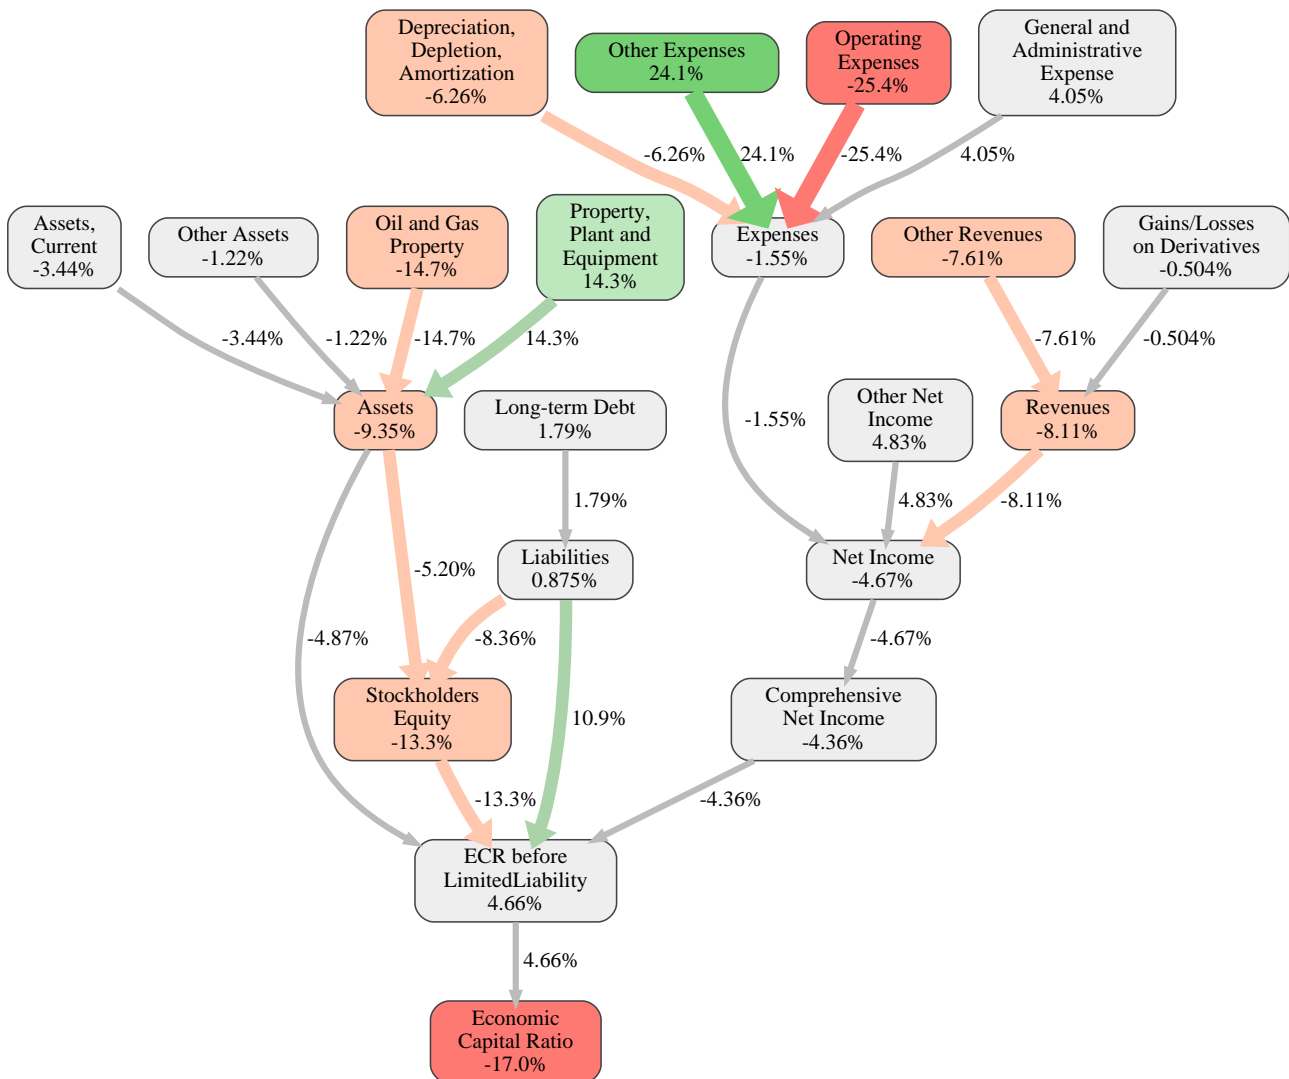 Depreciation,
Depletion,
Amortization
-6.26%
Other Expenses
24.1%
Operating
Expenses
-25.4%
General and
Administrative
Expense
4.05%
-6.26%
24.1%
-25.4%
4.05%
Assets,
Current
-3.44%
Other Assets
-1.22%
Oil and Gas
Property
-14.7%
Property,
Plant and
Equipment
14.3%
Expenses
-1.55%
Other Revenues
-7.61%
Gains/Losses
on Derivatives
-0.504%
-3.44%
-1.22%
-14.7%
14.3%
-7.61%
-0.504%
Assets
-9.35%
Long-term Debt
1.79%
-1.55%
Other Net
Income
4.83%
Revenues
-8.11%
1.79%
4.83%
-8.11%
-5.20%
Liabilities
0.875%
Net Income
-4.67%
-4.87%
-8.36%
-4.67%
Stockholders
Equity
-13.3%
10.9%
Comprehensive
Net Income
-4.36%
-13.3%
-4.36%
ECR before
LimitedLiability
4.66%
4.66%
Economic
Capital Ratio
-17.0%